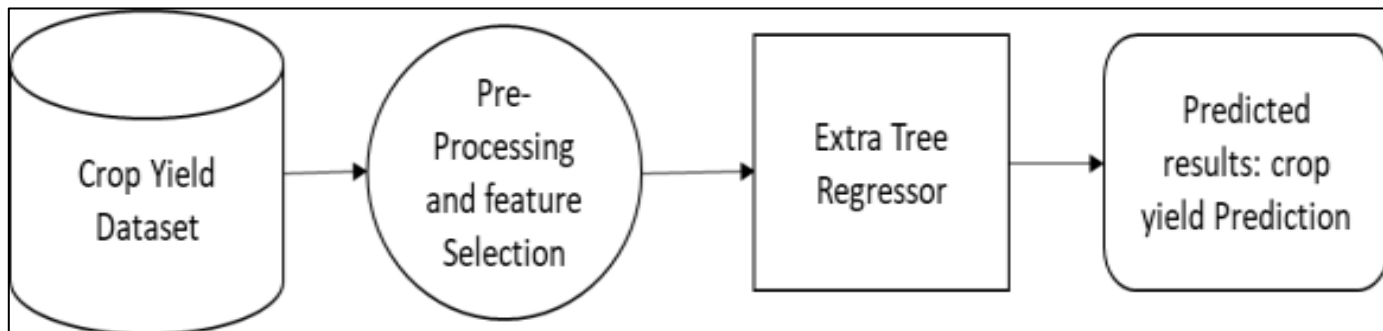 Crop Yield
Dataset
Pre-
Processing
and feature
Selection
Extra Tree
Regressor
Predicted
results: crop
yield Prediction